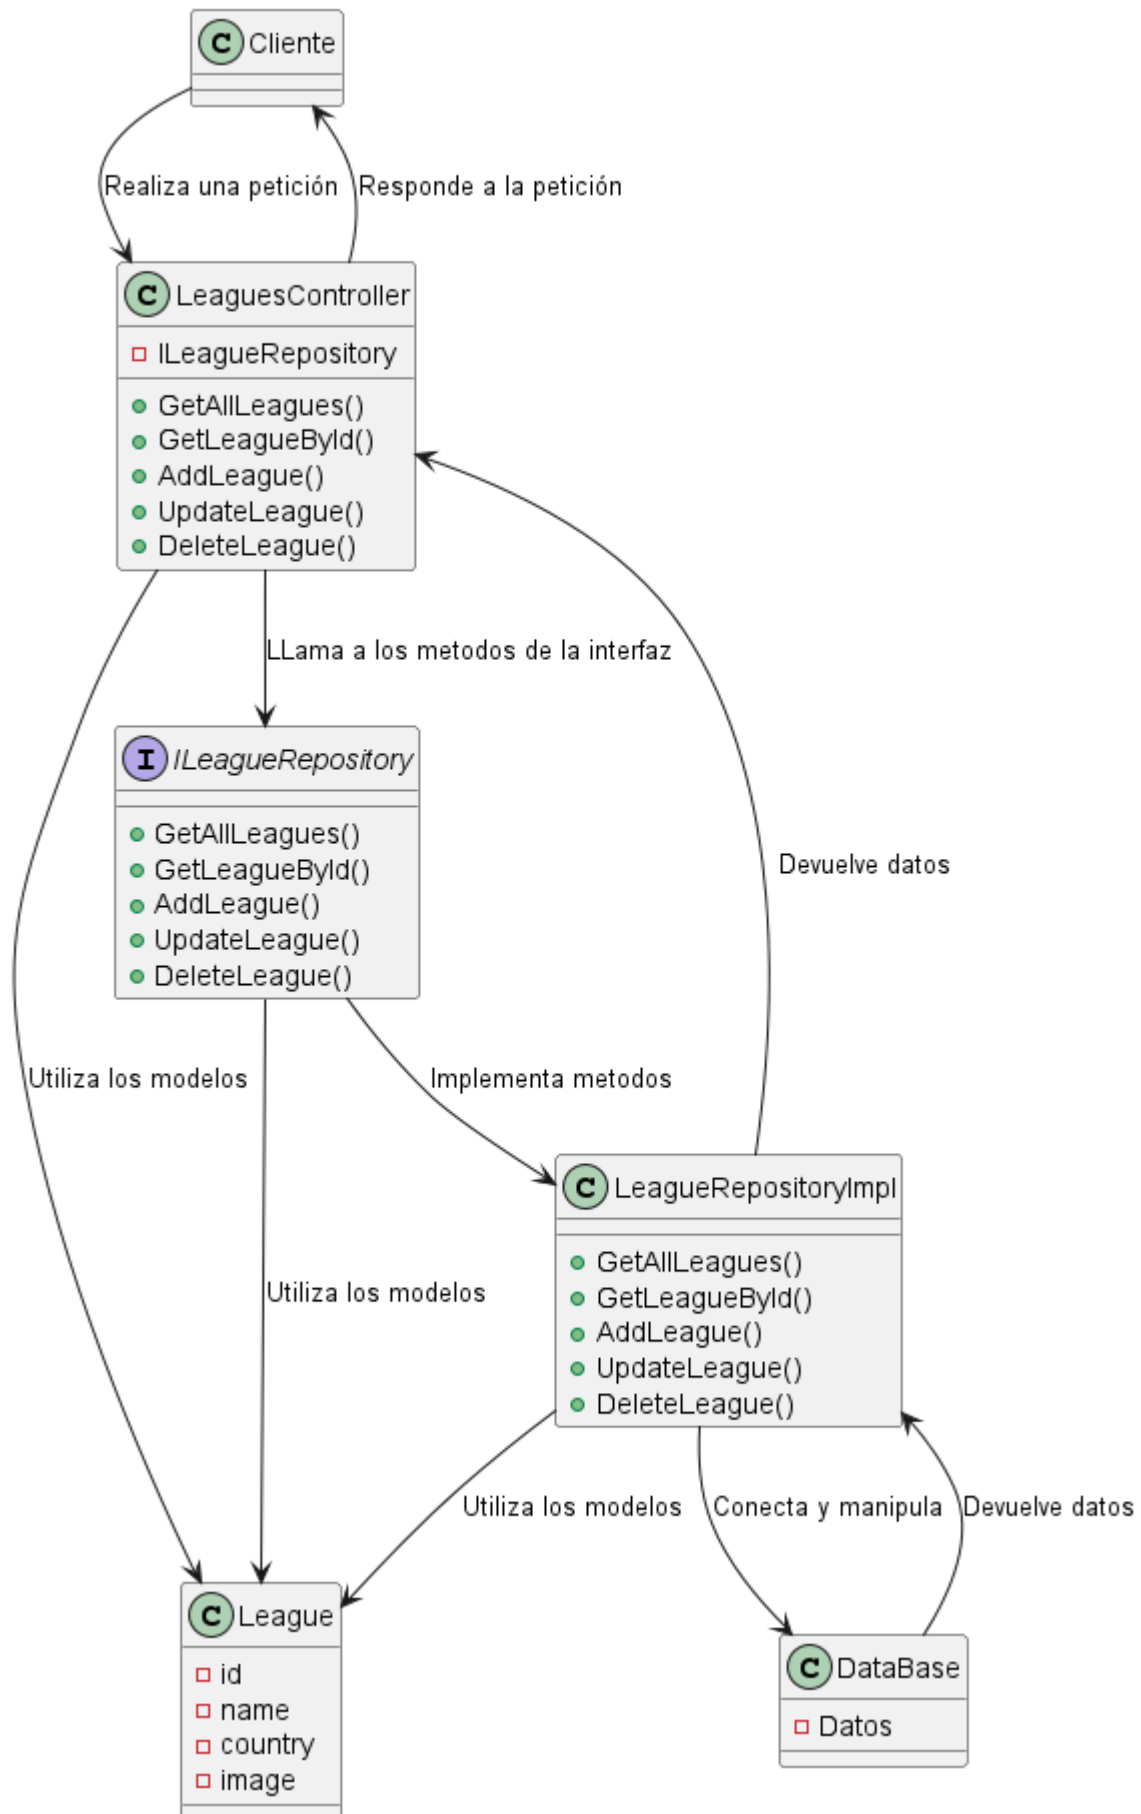 C Cliente
Realiza una petición
Responde a la petición
C LeaguesController
ILeagueRepository
GetAllLeagues()
GetLeagueById()
AddLeague()
UpdateLeague()
DeleteLeague()
LLama a los metodos de la interfaz
I ILeagueRepository
GetAllLeagues()
GetLeagueById()
AddLeague()
UpdateLeague()
DeleteLeague()
Devuelve datos
Utiliza los modelos
Implementa metodos
C LeagueRepositoryImpl
GetAllLeagues()
GetLeagueById()
AddLeague()
UpdateLeague()
DeleteLeague()
Utiliza los modelos
Utiliza los modelos
Conecta y manipula
Devuelve datos
C League
id
name
country
image
C DataBase
Datos